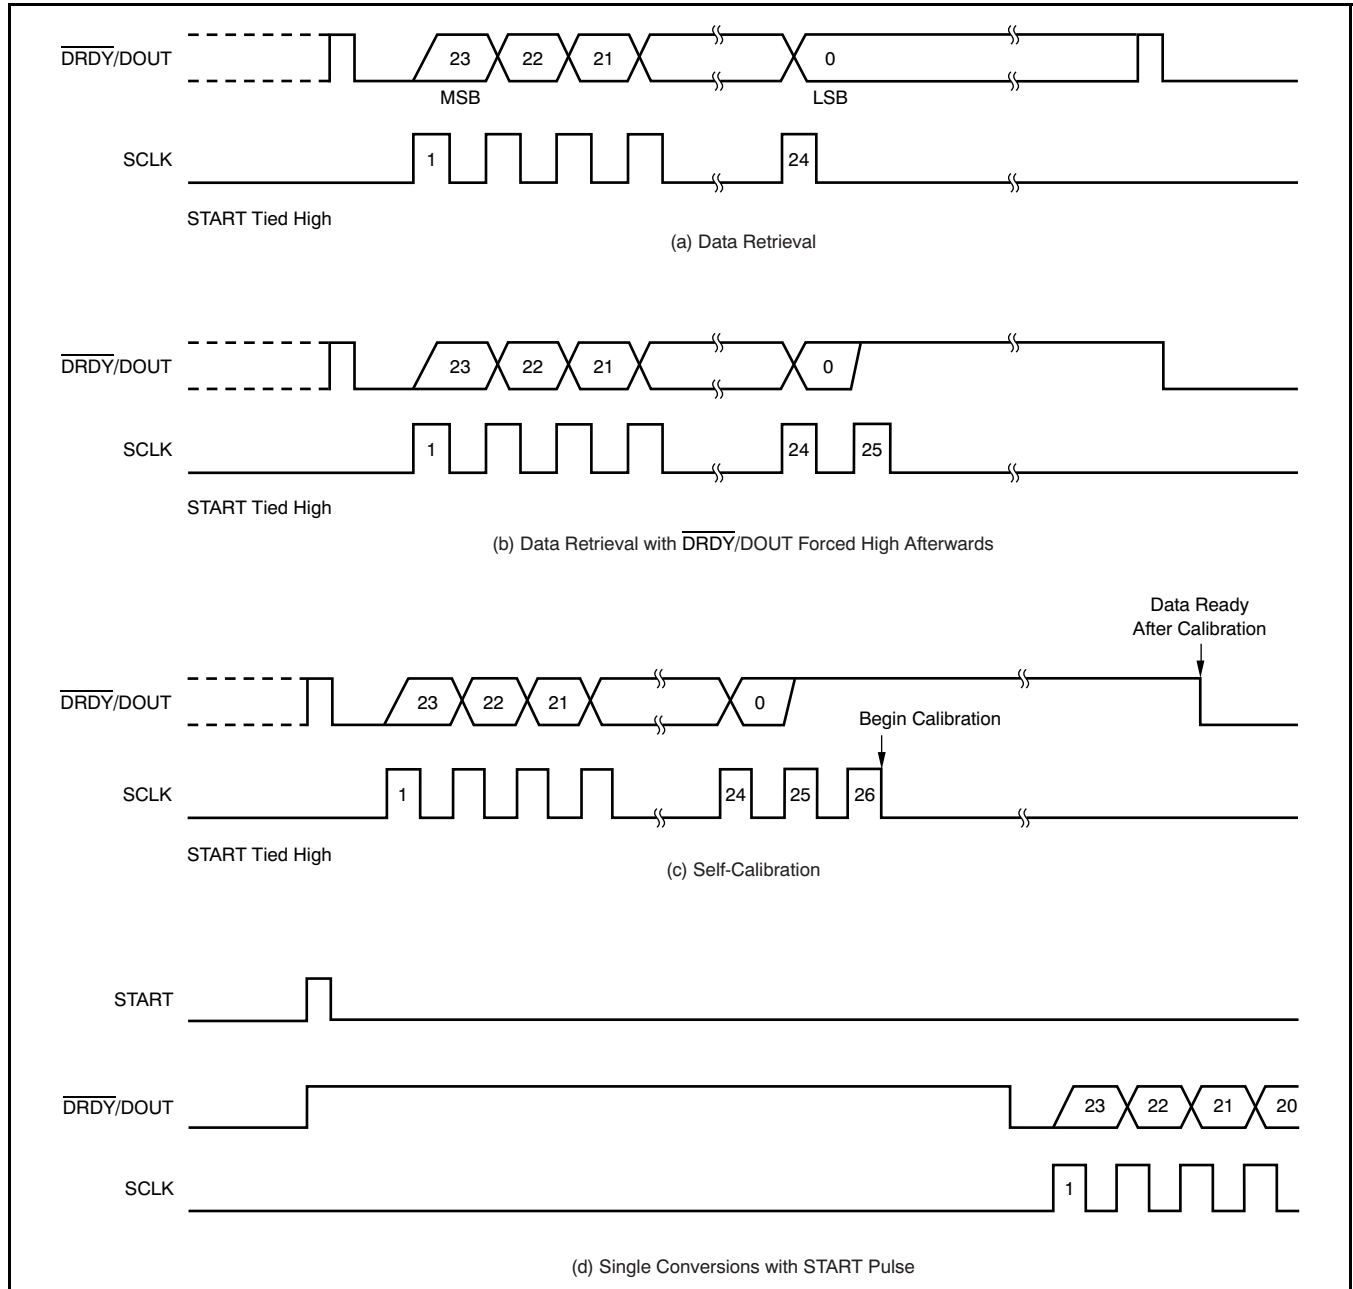 DRDY/DOUT 23 22 21 0
MSB LSB
SCLK 1 24
START Tied High
(a) Data Retrieval
DRDY/DOUT 23 22 21 0
SCLK 1 24 25
START Tied High
(b) Data Retrieval with DRDY/DOUT Forced High Afterwards
Data Ready
After Calibration
DRDY/DOUT 23 22 21 0
Begin Calibration
SCLK 1 24 25 26
START Tied High
(c) Self-Calibration
START
DRDY/DOUT 23 22 21 20
SCLK 1
(d) Single Conversions with START Pulse